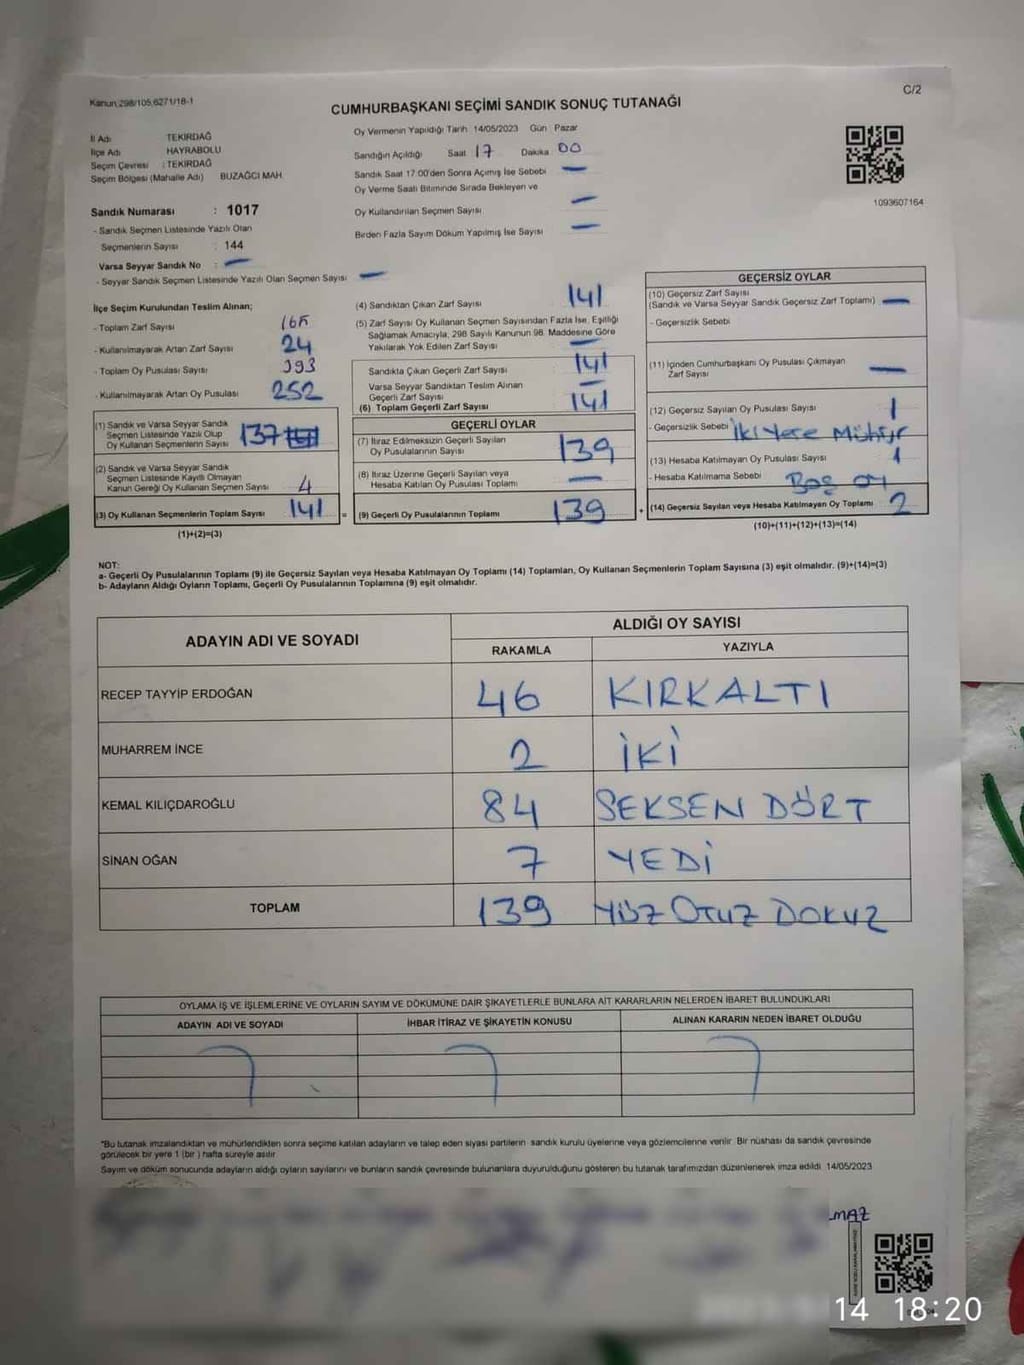 Kanun,298/105,6271/18-1
C/2
CUMHURBAŞKANI SEÇİMİ SANDIK SONUÇ TUTANAĞI
İl Adı TEKİRDAĞ
İlçe Adı HAYRABOLU
Seçim Çevresi : TEKİRDAĞ
Seçim Bölgesi (Mahalle Adı) BUZAĞCI MAH.
Sandık Numarası : 1017
- Sandık Seçmen Listesinde Yazılı Olan
Seçmenlerin Sayısı : 144
Varsa Seyyar Sandık No : —
- Seyyar Sandık Seçmen Listesinde Yazılı Olan Seçmen Sayısı : —
Oy Vermenin Yapıldığı Tarih 14/05/2023 Gün Pazar
Sandığın Açıldığı Saat 17 Dakika 00
Sandık Saat 17:00'den Sonra Açımış İse Sebebi —
Oy Verme Saati Bitiminde Sırada Bekleyen ve
Oy Kullandırılan Seçmen Sayısı —
Birden Fazla Sayım Döküm Yapılmış İse Sayısı —
1093607164
İlçe Seçim Kurulundan Teslim Alınan;
- Toplam Zarf Sayısı
- Kullanılmayarak Artan Zarf Sayısı 24
- Toplam Oy Pusulası Sayısı 393
- Kullanılmayarak Artan Oy Pusulası 252
(1) Sandık ve Varsa Seyyar Sandık
Seçmen Listesinde Yazılı Olup
Oy Kullanan Seçmenlerin Sayısı 137
(2) Sandık ve Varsa Seyyar Sandık
Seçmen Listesinde Kayıtlı Olmayan
Kanun Gereği Oy Kullanan Seçmen Sayısı 4
(3) Oy Kullanan Seçmenlerin Toplam Sayısı 141 =
(1)+(2)=(3)
(4) Sandıktan Çıkan Zarf Sayısı 141
(5) Zarf Sayısı Oy Kullanan Seçmen Sayısından Fazla İse, Eşitliği
Sağlamak Amacıyla, 298 Sayılı Kanunun 98. Maddesine Göre
Yakılarak Yok Edilen Zarf Sayısı —
Sandıkta Çıkan Geçerli Zarf Sayısı 141
Varsa Seyyar Sandıktan Teslim Alınan
Geçerli Zarf Sayısı —
(6) Toplam Geçerli Zarf Sayısı 141
GEÇERLİ OYLAR
(7) İtiraz Edilmeksizin Geçerli Sayılan
Oy Pusulalarının Sayısı 139
(8) İtiraz Üzerine Geçerli Sayılan veya
Hesaba Katılan Oy Pusulası Toplamı —
(9) Geçerli Oy Pusulalarının Toplamı 139 +
GEÇERSİZ OYLAR
(10) Geçersiz Zarf Sayısı
(Sandık ve Varsa Seyyar Sandık Geçersiz Zarf Toplamı) —
- Geçersizlik Sebebi
(11) İçinden Cumhurbaşkanı Oy Pusulası Çıkmayan
Zarf Sayısı —
(12) Geçersiz Sayılan Oy Pusulası Sayısı 1
- Geçersizlik Sebebi İki Yere Mühür
(13) Hesaba Katılmayan Oy Pusulası Sayısı 1
- Hesaba Katılmama Sebebi Boş oy
(14) Geçersiz Sayılan veya Hesaba Katılmayan Oy Toplamı 2
(10)+(11)+(12)+(13)=(14)
NOT:
a- Geçerli Oy Pusulalarının Toplamı (9) ile Geçersiz Sayılan veya Hesaba Katılmayan Oy Toplamı (14) Toplamları, Oy Kullanan Seçmenlerin Toplam Sayısına (3) eşit olmalıdır. (9)+(14)=(3)
b- Adayların Aldığı Oyların Toplamı, Geçerli Oy Pusulalarının Toplamına (9) eşit olmalıdır.
ADAYIN ADI VE SOYADI ALDIĞI OY SAYISI
RAKAMLA YAZIYLA
RECEP TAYYİP ERDOĞAN 46 KIRKALTI
MUHARREM İNCE 2 İKİ
KEMAL KILIÇDAROĞLU 84 SEKSEN DÖRT
SİNAN OĞAN 7 YEDİ
TOPLAM 139 YÜZ OTUZ DOKUZ
OYLAMA İŞ VE İŞLEMLERİNE VE OYLARIN SAYIM VE DÖKÜMÜNE DAİR ŞİKAYETLERLE BUNLARA AİT KARARLARIN NELERDEN İBARET BULUNDUKLARI
ADAYIN ADI VE SOYADI İHBAR İTİRAZ VE ŞİKAYETİN KONUSU ALINAN KARARIN NEDEN İBARET OLDUĞU
*Bu tutanak imzalandıktan ve mühürlendikten sonra seçime katılan adayların ve talep eden siyasi partilerin sandık kurulu üyelerine veya gözlemcilerine verilir. Bir nüshası da sandık çevresinde
görülecek bir yere 1 (bir ) hafta süreyle asılır.
Sayım ve döküm sonucunda adayların aldığı oyların sayılarını ve bunların sandık çevresinde bulunanlara duyurulduğunu gösteren bu tutanak tarafımızdan düzenlenerek imza edildi. 14/05/2023
MAZ
14 18:20